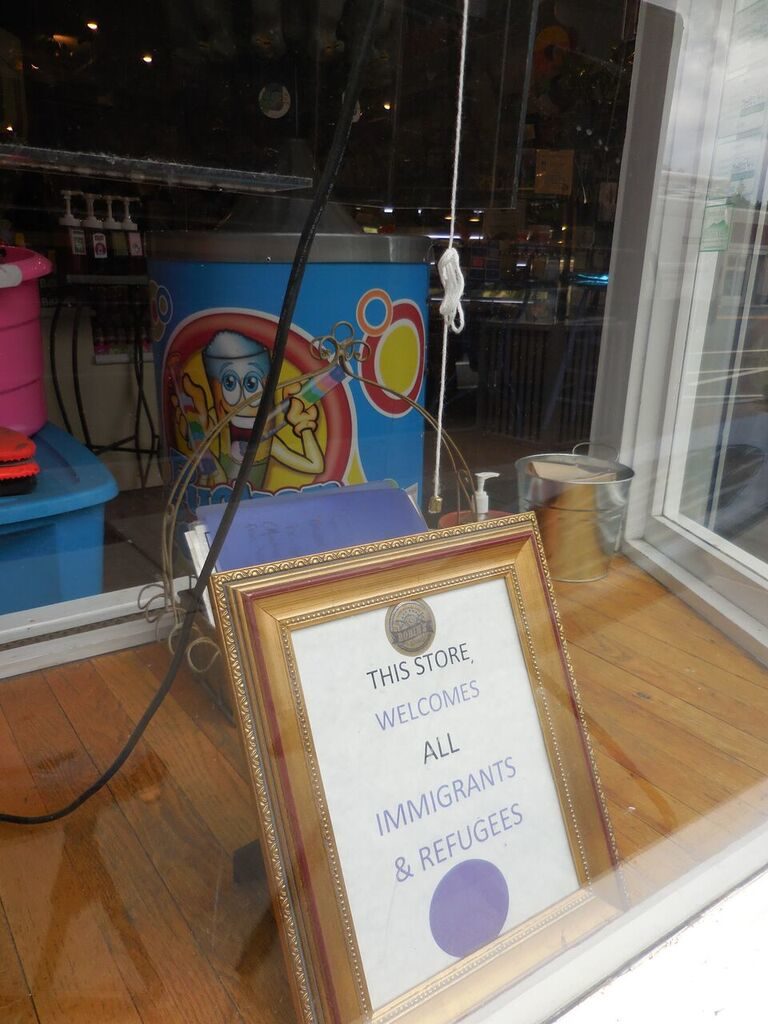 THIS STORE,
WELCOMES
ALL
IMMIGRANTS
& REFUGEES